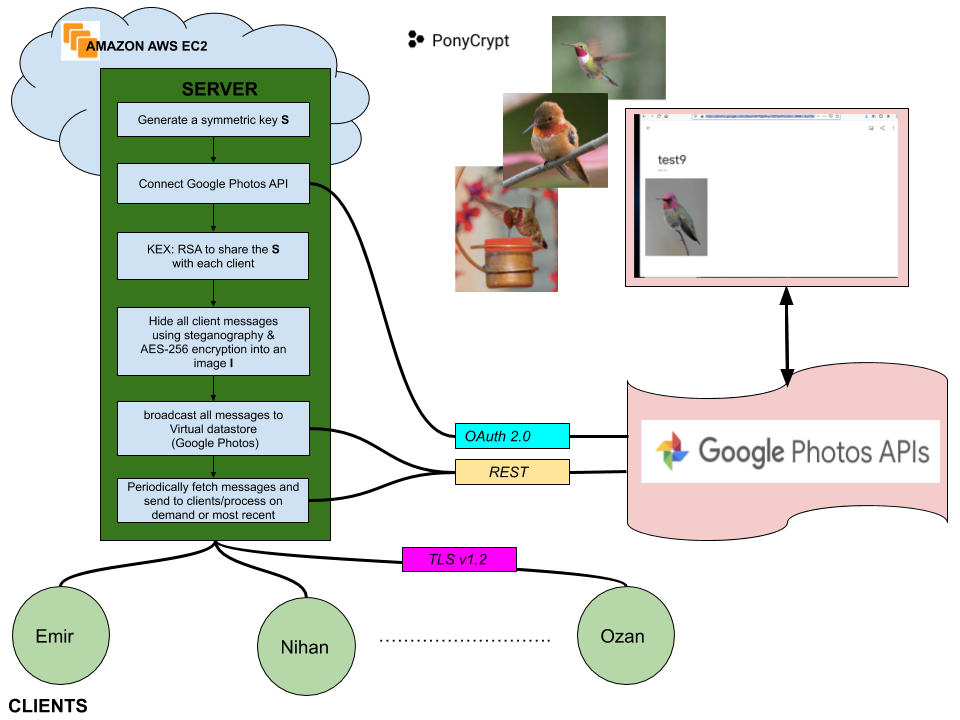 AMAZON AWS EC2
PonyCrypt
SERVER
Generate a symmetric key S
Connect Google Photos API
KEX: RSA to share the S
with each client
Hide all client messages
using steganography &
AES-256 encryption into an
image I
broadcast all messages to
Virtual datastore
(Google Photos)
Periodically fetch messages and
send to clients/process on
demand or most recent
test9
OAuth 2.0
REST
Google Photos APIs
TLS v1.2
Emir
Nihan
Ozan
CLIENTS